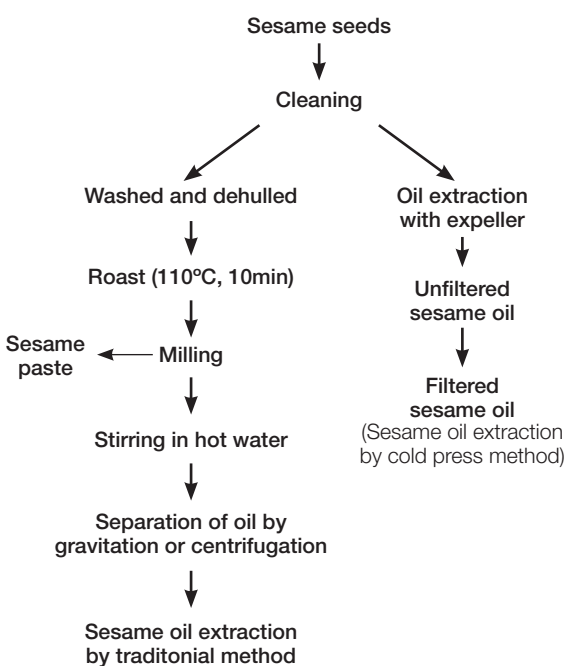 Sesame seeds
Cleaning
Washed and dehulled
Roast (110ºC, 10min)
Sesame
paste
Milling
Stirring in hot water
Separation of oil by
gravitation or centrifugation
Sesame oil extraction
by traditonial method
Oil extraction
with expeller
Unfiltered
sesame oil
Filtered
sesame oil
(Sesame oil extraction
by cold press method)